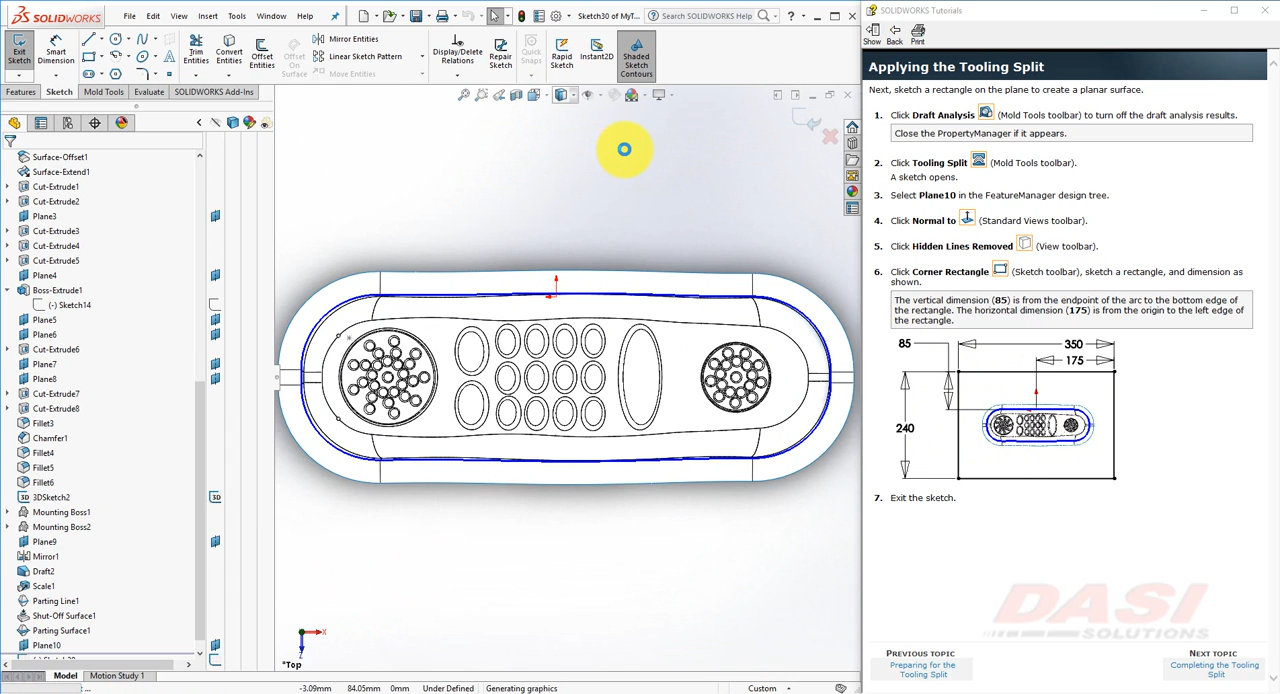 SOLIDWORKS
File
Edit
View
Insert
Tools
Window
Help
Sketch30 of MyT...
Search SOLIDWORKS Help
Exit Sketch
Smart Dimension
Trim Entities
Convert Entities
Offset Entities
Offset On Surface
Mirror Entities
Linear Sketch Pattern
Move Entities
Display/Delete Relations
Repair Sketch
Quick Snaps
Rapid Sketch
Instant2D
Shaded Sketch Contours
Features
Sketch
Mold Tools
Evaluate
SOLIDWORKS Add-Ins
Surface-Offset1
Surface-Extend1
Cut-Extrude1
Cut-Extrude2
Plane3
Cut-Extrude3
Cut-Extrude4
Cut-Extrude5
Plane4
Boss-Extrude1
(-) Sketch14
Plane5
Plane6
Cut-Extrude6
Plane7
Plane8
Cut-Extrude7
Cut-Extrude8
Fillet3
Chamfer1
Fillet4
Fillet5
Fillet6
3DSketch2
Mounting Boss1
Mounting Boss2
Plane9
Mirror1
Draft2
Scale1
Parting Line1
Shut-Off Surface1
Parting Surface1
Plane10
X
*Top
Model
Motion Study 1
-3.09mm
84.05mm
0mm
Under Defined
Generating graphics
Custom
SOLIDWORKS Tutorials
Show
Back
Print
Applying the Tooling Split
Next, sketch a rectangle on the plane to create a planar surface.
1. Click Draft Analysis (Mold Tools toolbar) to turn off the draft analysis results.
Close the PropertyManager if it appears.
2. Click Tooling Split (Mold Tools toolbar).
A sketch opens.
3. Select Plane10 in the FeatureManager design tree.
4. Click Normal to (Standard Views toolbar).
5. Click Hidden Lines Removed (View toolbar).
6. Click Corner Rectangle (Sketch toolbar), sketch a rectangle, and dimension as
shown.
The vertical dimension (85) is from the endpoint of the arc to the bottom edge of
the rectangle. The horizontal dimension (175) is from the origin to the left edge of
the rectangle.
85
350
175
240
7. Exit the sketch.
DASI
SOLUTIONS
PREVIOUS TOPIC
Preparing for the
Tooling Split
NEXT TOPIC
Completing the Tooling
Split